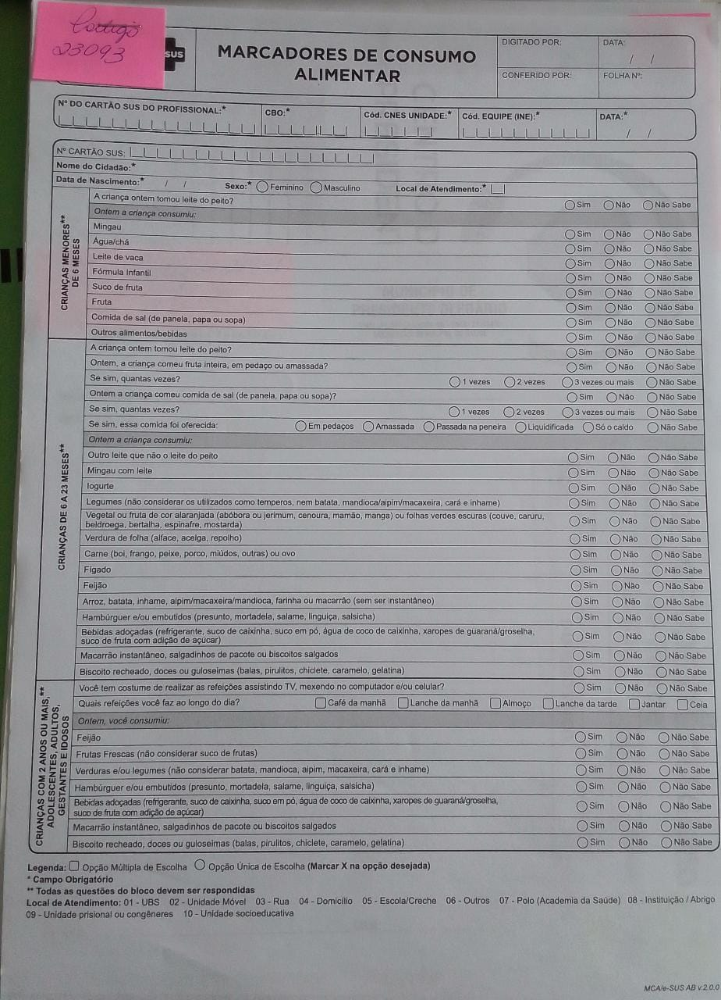 Codigo
23093
SUS
MARCADORES DE CONSUMO
ALIMENTAR
DIGITADO POR:
DATA:
/ /
CONFERIDO POR:
FOLHA Nº:
Nº DO CARTÃO SUS DO PROFISSIONAL:*
CBO:*
Cód. CNES UNIDADE:*
Cód. EQUIPE (INE):*
DATA:*
/ /
Nº CARTÃO SUS:
Nome do Cidadão:*
Data de Nascimento:* / / Sexo:* Feminino Masculino Local de Atendimento:*
CRIANÇAS MENORES**
DE 6 MESES
A criança ontem tomou leite do peito? Sim Não Não Sabe
Ontem a criança consumiu:
Mingau Sim Não Não Sabe
Água/chá Sim Não Não Sabe
Leite de vaca Sim Não Não Sabe
Fórmula Infantil Sim Não Não Sabe
Suco de fruta Sim Não Não Sabe
Fruta Sim Não Não Sabe
Comida de sal (de panela, papa ou sopa) Sim Não Não Sabe
Outros alimentos/bebidas Sim Não Não Sabe
CRIANÇAS DE 6 A 23 MESES**
A criança ontem tomou leite do peito? Sim Não Não Sabe
Ontem, a criança comeu fruta inteira, em pedaço ou amassada? Sim Não Não Sabe
Se sim, quantas vezes? 1 vezes 2 vezes 3 vezes ou mais Não Sabe
Ontem a criança comeu comida de sal (de panela, papa ou sopa)? Sim Não Não Sabe
Se sim, quantas vezes? 1 vezes 2 vezes 3 vezes ou mais Não Sabe
Se sim, essa comida foi oferecida: Em pedaços Amassada Passada na peneira Liquidificada Só o caldo Não Sabe
Ontem a criança consumiu:
Outro leite que não o leite do peito Sim Não Não Sabe
Mingau com leite Sim Não Não Sabe
Iogurte Sim Não Não Sabe
Legumes (não considerar os utilizados como temperos, nem batata, mandioca/aipim/macaxeira, cará e inhame) Sim Não Não Sabe
Vegetal ou fruta de cor alaranjada (abóbora ou jerimum, cenoura, mamão, manga) ou folhas verdes escuras (couve, caruru,
beldroega, bertalha, espinafre, mostarda) Sim Não Não Sabe
Verdura de folha (alface, acelga, repolho) Sim Não Não Sabe
Carne (boi, frango, peixe, porco, miúdos, outras) ou ovo Sim Não Não Sabe
Fígado Sim Não Não Sabe
Feijão Sim Não Não Sabe
Arroz, batata, inhame, aipim/macaxeira/mandioca, farinha ou macarrão (sem ser instantâneo) Sim Não Não Sabe
Hambúrguer e/ou embutidos (presunto, mortadela, salame, linguiça, salsicha) Sim Não Não Sabe
Bebidas adoçadas (refrigerante, suco de caixinha, suco em pó, água de coco de caixinha, xaropes de guaraná/groselha,
suco de fruta com adição de açúcar) Sim Não Não Sabe
Macarrão instantâneo, salgadinhos de pacote ou biscoitos salgados Sim Não Não Sabe
Biscoito recheado, doces ou guloseimas (balas, pirulitos, chiclete, caramelo, gelatina) Sim Não Não Sabe
CRIANÇAS COM 2 ANOS OU MAIS,**
ADOLESCENTES, ADULTOS,
GESTANTES E IDOSOS
Você tem costume de realizar as refeições assistindo TV, mexendo no computador e/ou celular? Sim Não Não Sabe
Quais refeições você faz ao longo do dia? Café da manhã Lanche da manhã Almoço Lanche da tarde Jantar Ceia
Ontem, você consumiu:
Feijão Sim Não Não Sabe
Frutas Frescas (não considerar suco de frutas) Sim Não Não Sabe
Verduras e/ou legumes (não considerar batata, mandioca, aipim, macaxeira, cará e inhame) Sim Não Não Sabe
Hambúrguer e/ou embutidos (presunto, mortadela, salame, linguiça, salsicha) Sim Não Não Sabe
Bebidas adoçadas (refrigerante, suco de caixinha, suco em pó, água de coco de caixinha, xaropes de guaraná/groselha,
suco de fruta com adição de açúcar) Sim Não Não Sabe
Macarrão instantâneo, salgadinhos de pacote ou biscoitos salgados Sim Não Não Sabe
Biscoito recheado, doces ou guloseimas (balas, pirulitos, chiclete, caramelo, gelatina) Sim Não Não Sabe
Legenda: Opção Múltipla de Escolha Opção Única de Escolha (Marcar X na opção desejada)
* Campo Obrigatório
** Todas as questões do bloco devem ser respondidas
Local de Atendimento: 01 - UBS 02 - Unidade Móvel 03 - Rua 04 - Domicílio 05 - Escola/Creche 06 - Outros 07 - Polo (Academia da Saúde) 08 - Instituição / Abrigo
09 - Unidade prisional ou congêneres 10 - Unidade socioeducativa
MCA/e-SUS AB v.2.0.0